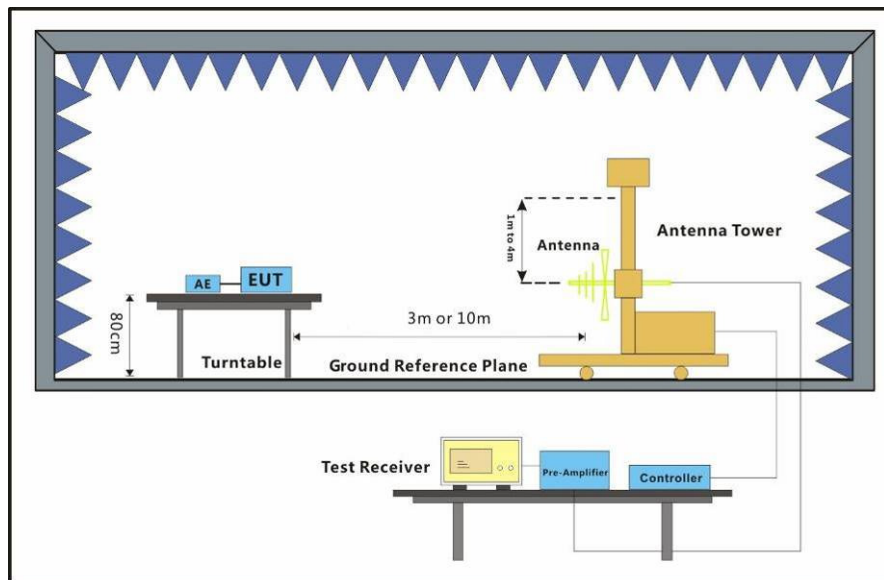 1m to 4m
Antenna
Antenna Tower
AE
EUT
80cm
3m or 10m
Turntable
Ground Reference Plane
Test Receiver
Pre-Amplifier
Controller